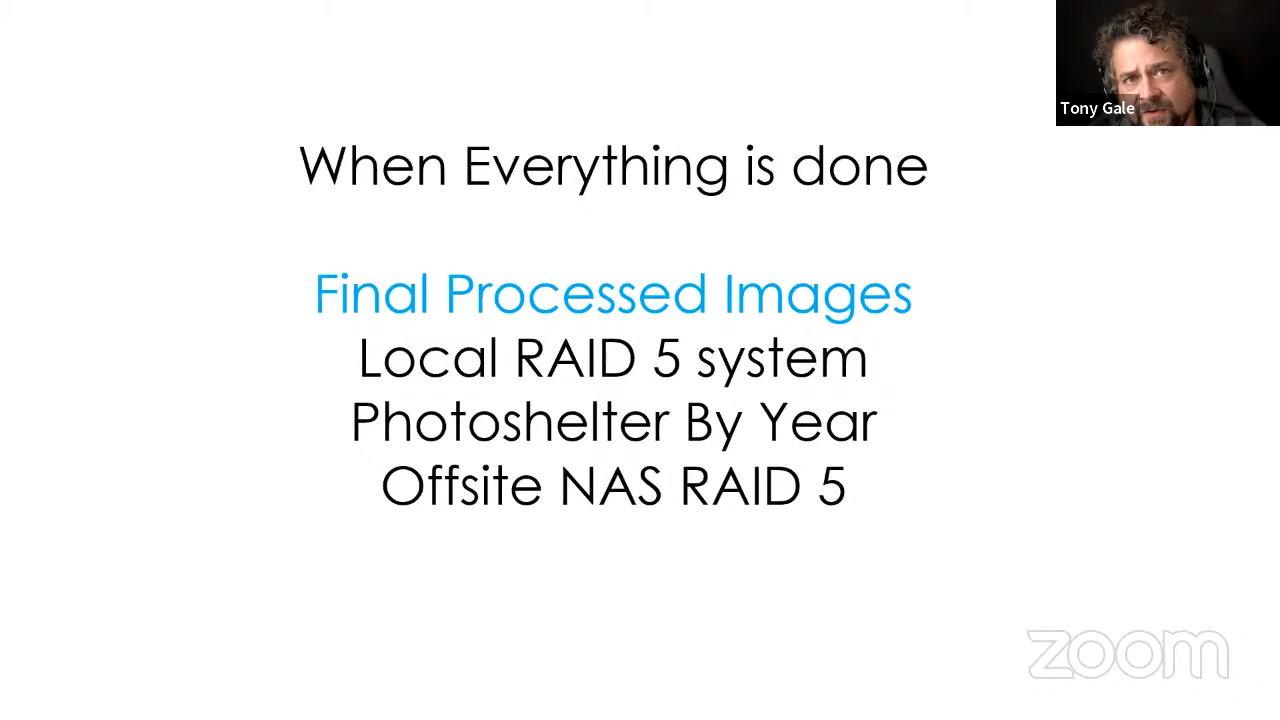 Tony Gale
When Everything is done
Final Processed Images
Local RAID 5 system
Photoshelter By Year
Offsite NAS RAID 5
zoom